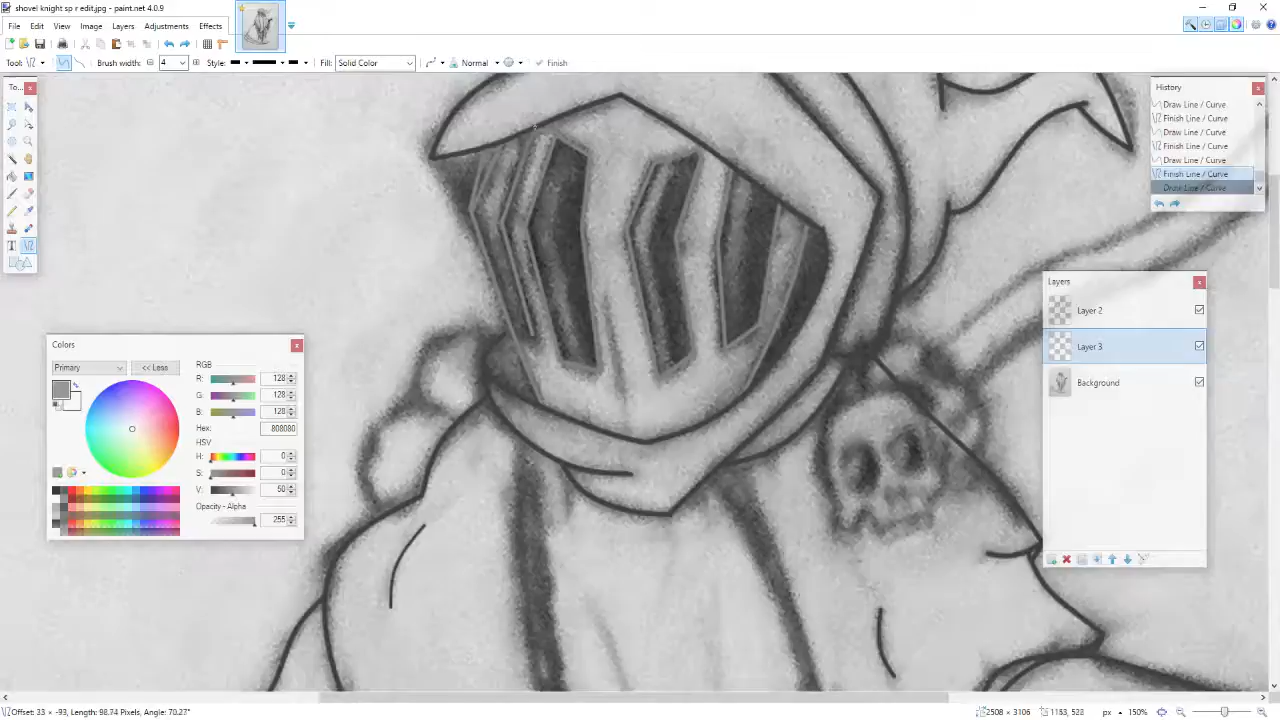 shovel knight sp r edit.jpg - paint.net 4.0.9
File Edit View Image Layers Adjustments Effects
Tool: Brush width: 4 Style: Fill: Solid Color Normal Finish
To...
History
Draw Line / Curve
Finish Line / Curve
Draw Line / Curve
Finish Line / Curve
Draw Line / Curve
Finish Line / Curve
Draw Line / Curve
Layers
Layer 2
Layer 3
Background
Colors
Primary
<< Less
RGB
R: 128
G: 128
B: 128
Hex: 808080
HSV
H: 0
S: 0
V: 50
Opacity - Alpha
255
Offset: 33 × -93, Length: 98.74 Pixels, Angle: 70.27° 2508 × 3106 1153, 528 px 150%